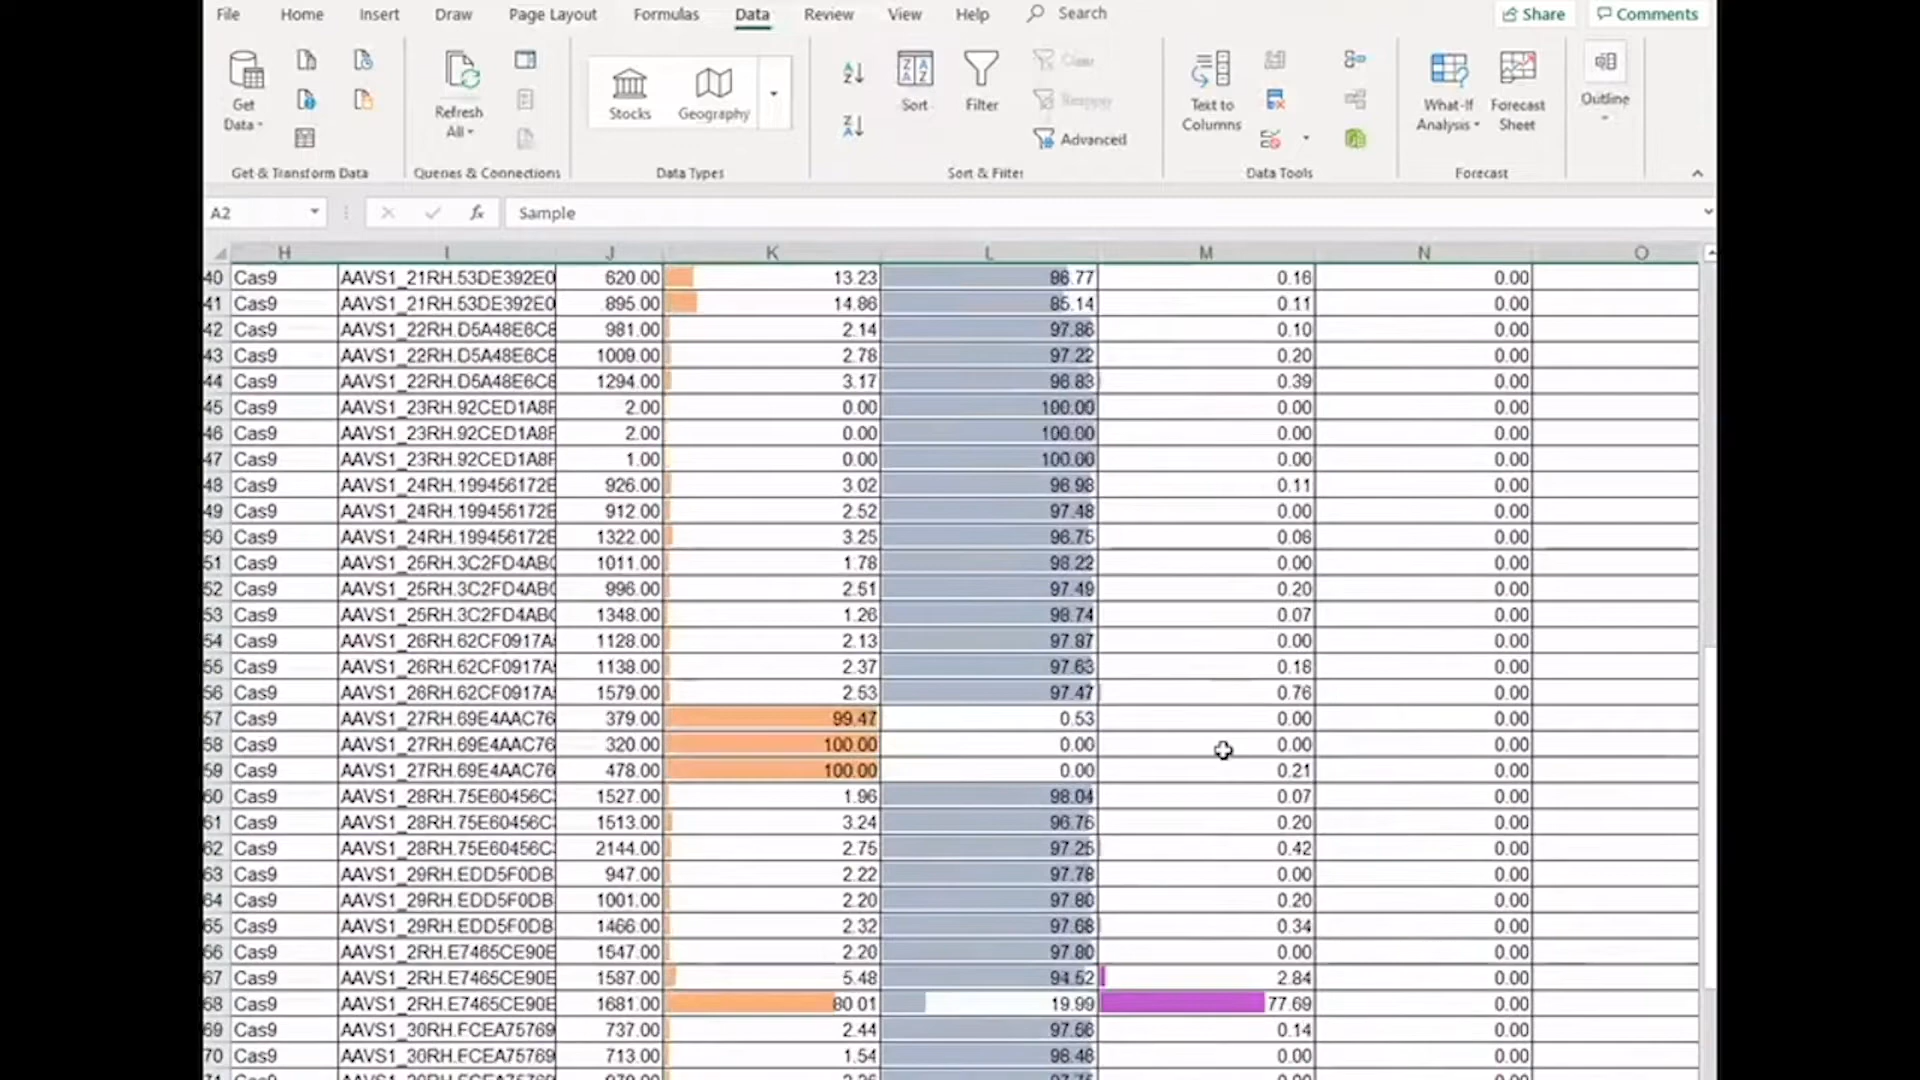 File Home Insert Draw Page Layout Formulas Data Review View Help Search Share Comments
Get Data Refresh All Stocks Geography Sort Filter Clear Reapply Advanced Text to Columns What-If Analysis Forecast Sheet Outline
Get & Transform Data Queries & Connections Data Types Sort & Filter Data Tools Forecast
A2 fx Sample
H I J K L M N O
40 Cas9 AAVS1_21RH.53DE392E0 620.00 13.23 86.77 0.16 0.00
41 Cas9 AAVS1_21RH.53DE392E0 895.00 14.86 85.14 0.11 0.00
42 Cas9 AAVS1_22RH.D5A48E6C8 981.00 2.14 97.86 0.10 0.00
43 Cas9 AAVS1_22RH.D5A48E6C8 1009.00 2.78 97.22 0.20 0.00
44 Cas9 AAVS1_22RH.D5A48E6C8 1294.00 3.17 96.83 0.39 0.00
45 Cas9 AAVS1_23RH.92CED1A8F 2.00 0.00 100.00 0.00 0.00
46 Cas9 AAVS1_23RH.92CED1A8F 2.00 0.00 100.00 0.00 0.00
47 Cas9 AAVS1_23RH.92CED1A8F 1.00 0.00 100.00 0.00 0.00
48 Cas9 AAVS1_24RH.199456172E 926.00 3.02 96.98 0.11 0.00
49 Cas9 AAVS1_24RH.199456172E 912.00 2.52 97.48 0.00 0.00
50 Cas9 AAVS1_24RH.199456172E 1322.00 3.25 96.75 0.08 0.00
51 Cas9 AAVS1_25RH.3C2FD4AB 1011.00 1.78 98.22 0.00 0.00
52 Cas9 AAVS1_25RH.3C2FD4AB 996.00 2.51 97.49 0.20 0.00
53 Cas9 AAVS1_25RH.3C2FD4AB 1348.00 1.26 98.74 0.07 0.00
54 Cas9 AAVS1_26RH.62CF0917A 1128.00 2.13 97.87 0.00 0.00
55 Cas9 AAVS1_26RH.62CF0917A 1138.00 2.37 97.63 0.18 0.00
56 Cas9 AAVS1_26RH.62CF0917A 1579.00 2.53 97.47 0.76 0.00
57 Cas9 AAVS1_27RH.69E4AAC76 379.00 99.47 0.53 0.00 0.00
58 Cas9 AAVS1_27RH.69E4AAC76 320.00 100.00 0.00 0.00 0.00
59 Cas9 AAVS1_27RH.69E4AAC76 478.00 100.00 0.00 0.21 0.00
60 Cas9 AAVS1_28RH.75E60456C 1527.00 1.96 98.04 0.07 0.00
61 Cas9 AAVS1_28RH.75E60456C 1513.00 3.24 96.76 0.20 0.00
62 Cas9 AAVS1_28RH.75E60456C 2144.00 2.75 97.25 0.42 0.00
63 Cas9 AAVS1_29RH.EDD5F0DB 947.00 2.22 97.78 0.00 0.00
64 Cas9 AAVS1_29RH.EDD5F0DB 1001.00 2.20 97.80 0.20 0.00
65 Cas9 AAVS1_29RH.EDD5F0DB 1466.00 2.32 97.68 0.34 0.00
66 Cas9 AAVS1_2RH.E7465CE90E 1547.00 2.20 97.80 0.00 0.00
67 Cas9 AAVS1_2RH.E7465CE90E 1587.00 5.48 94.52 2.84 0.00
68 Cas9 AAVS1_2RH.E7465CE90E 1681.00 80.01 19.99 77.69 0.00
69 Cas9 AAVS1_30RH.FCEA75769 737.00 2.44 97.56 0.14 0.00
70 Cas9 AAVS1_30RH.FCEA75769 713.00 1.54 98.46 0.00 0.00